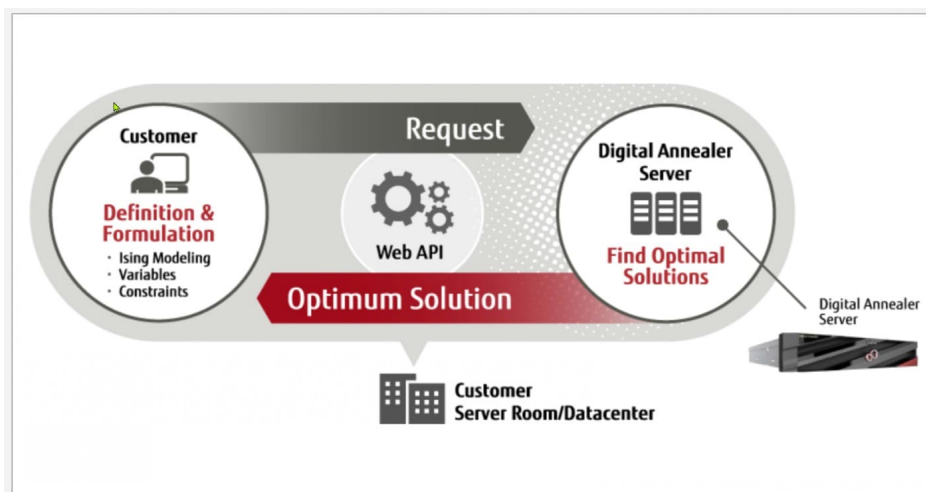 Customer
Definition &
Formulation
· Ising Modeling
· Variables
· Constraints
Request
Web API
Optimum Solution
Digital Annealer
Server
Find Optimal
Solutions
Digital Annealer
Server
Customer
Server Room/Datacenter